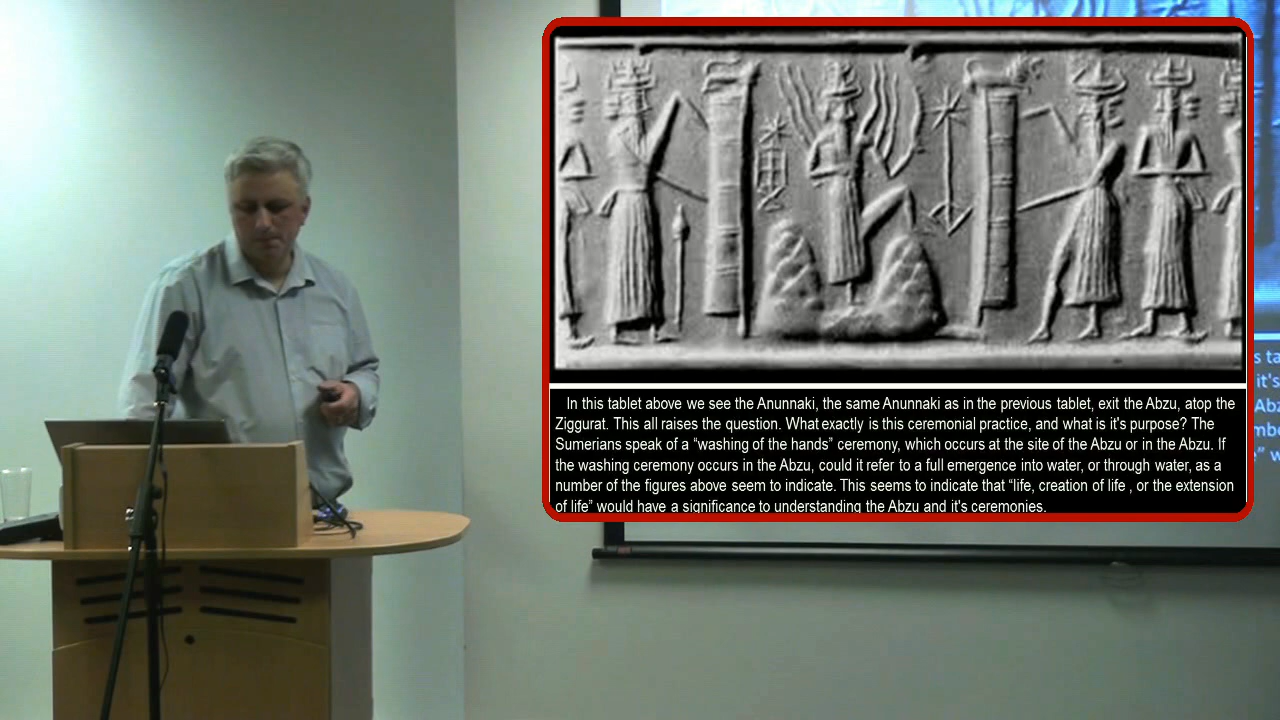 In this tablet above we see the Anunnaki, the same Anunnaki as in the previous tablet, exit the Abzu, atop the
Ziggurat. This all raises the question. What exactly is this ceremonial practice, and what is it's purpose? The
Sumerians speak of a “washing of the hands” ceremony, which occurs at the site of the Abzu or in the Abzu. If
the washing ceremony occurs in the Abzu, could it refer to a full emergence into water, or through water, as a
number of the figures above seem to indicate. This seems to indicate that “life, creation of life , or the extension
of life” would have a significance to understanding the Abzu and it's ceremonies.